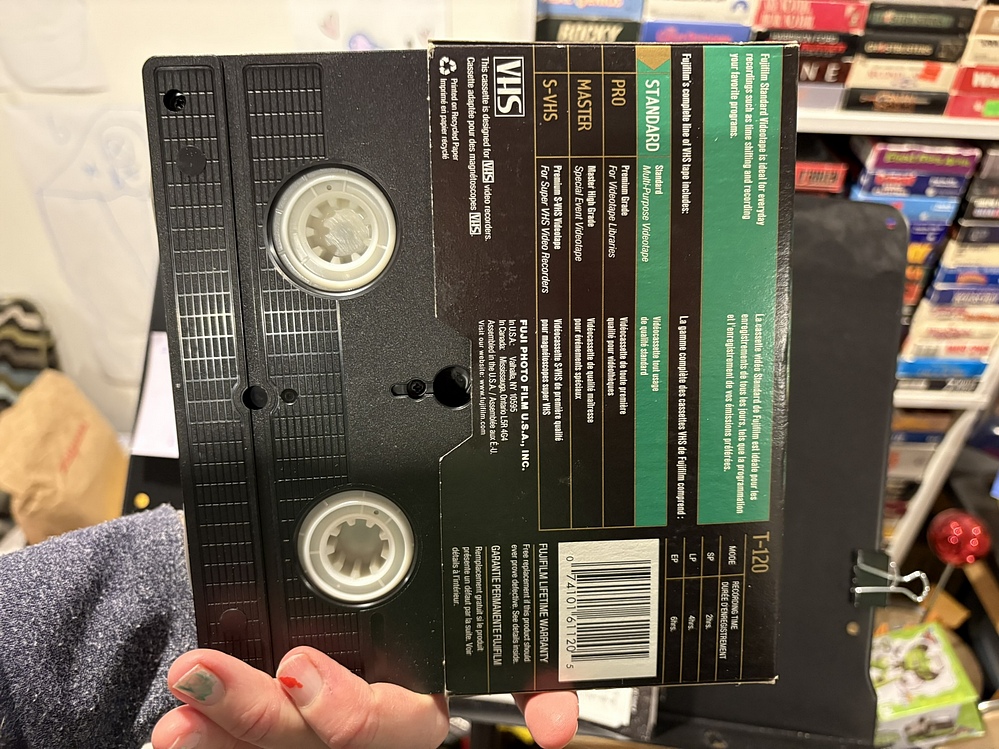 Fujifilm Standard Videotape is ideal for everyday
recordings such as time shifting and recording
your favorite programs.
La cassette vidéo Standard de Fujifilm est idéale pour les
enregistrements de tous les jours, tels que la programmation
et l'enregistrement de vos émissions préférées.
Fujifilm's complete line of VHS tape includes:
La gamme complète des cassettes VHS de Fujifilm comprend :
STANDARD
Standard
Multi-Purpose Videotape
Vidéocassette tout usage
de qualité standard
PRO
Premium Grade
For Videotape Libraries
Vidéocassette de toute première
qualité pour vidéothèques
MASTER
Master High Grade
Special Event Videotape
Vidéocassette de qualité maîtresse
pour événements spéciaux
S-VHS
Premium S-VHS Videotape
For Super VHS Video Recorders
Vidéocassette S-VHS de première qualité
pour magnétoscopes super VHS
VHS
This cassette is designed for VHS video recorders.
Cassette adaptée pour des magnétoscopes VHS.
Printed on Recycled Paper
Imprimé en papier recyclé
FUJI PHOTO FILM U.S.A., INC.
In USA: Valhalla, NY 10595
In Canada: Mississauga, Ontario L5R 4G4
Assembled in the U.S.A. / Assemblée aux É.-U.
Visit our website: www.fujifilm.com
T-120
MODE
RECORDING TIME
DURÉE D'ENREGISTREMENT
SP 2hrs.
LP 4hrs.
EP 6hrs.
0 74101 61120 5
FUJIFILM LIFETIME WARRANTY
Free replacement if this product should
ever prove defective. See details inside.
GARANTIE PERMANENTE FUJIFILM
Remplacement gratuit si le produit
présente un défaut par la suite. Voir
détails à l'intérieur.
ROCKY